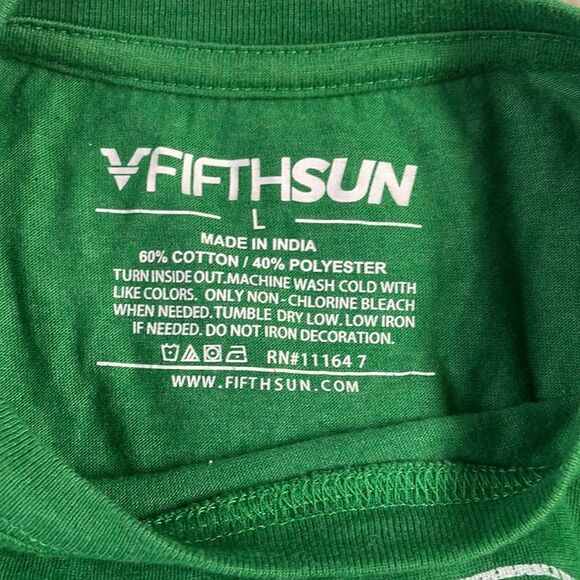 FIFTHSUN
L
MADE IN INDIA
60% COTTON / 40% POLYESTER
TURN INSIDE OUT.MACHINE WASH COLD WITH
LIKE COLORS. ONLY NON - CHLORINE BLEACH
WHEN NEEDED. TUMBLE DRY LOW. LOW IRON
IF NEEDED. DO NOT IRON DECORATION.
RN#11164 7
WWW.FIFTHSUN.COM